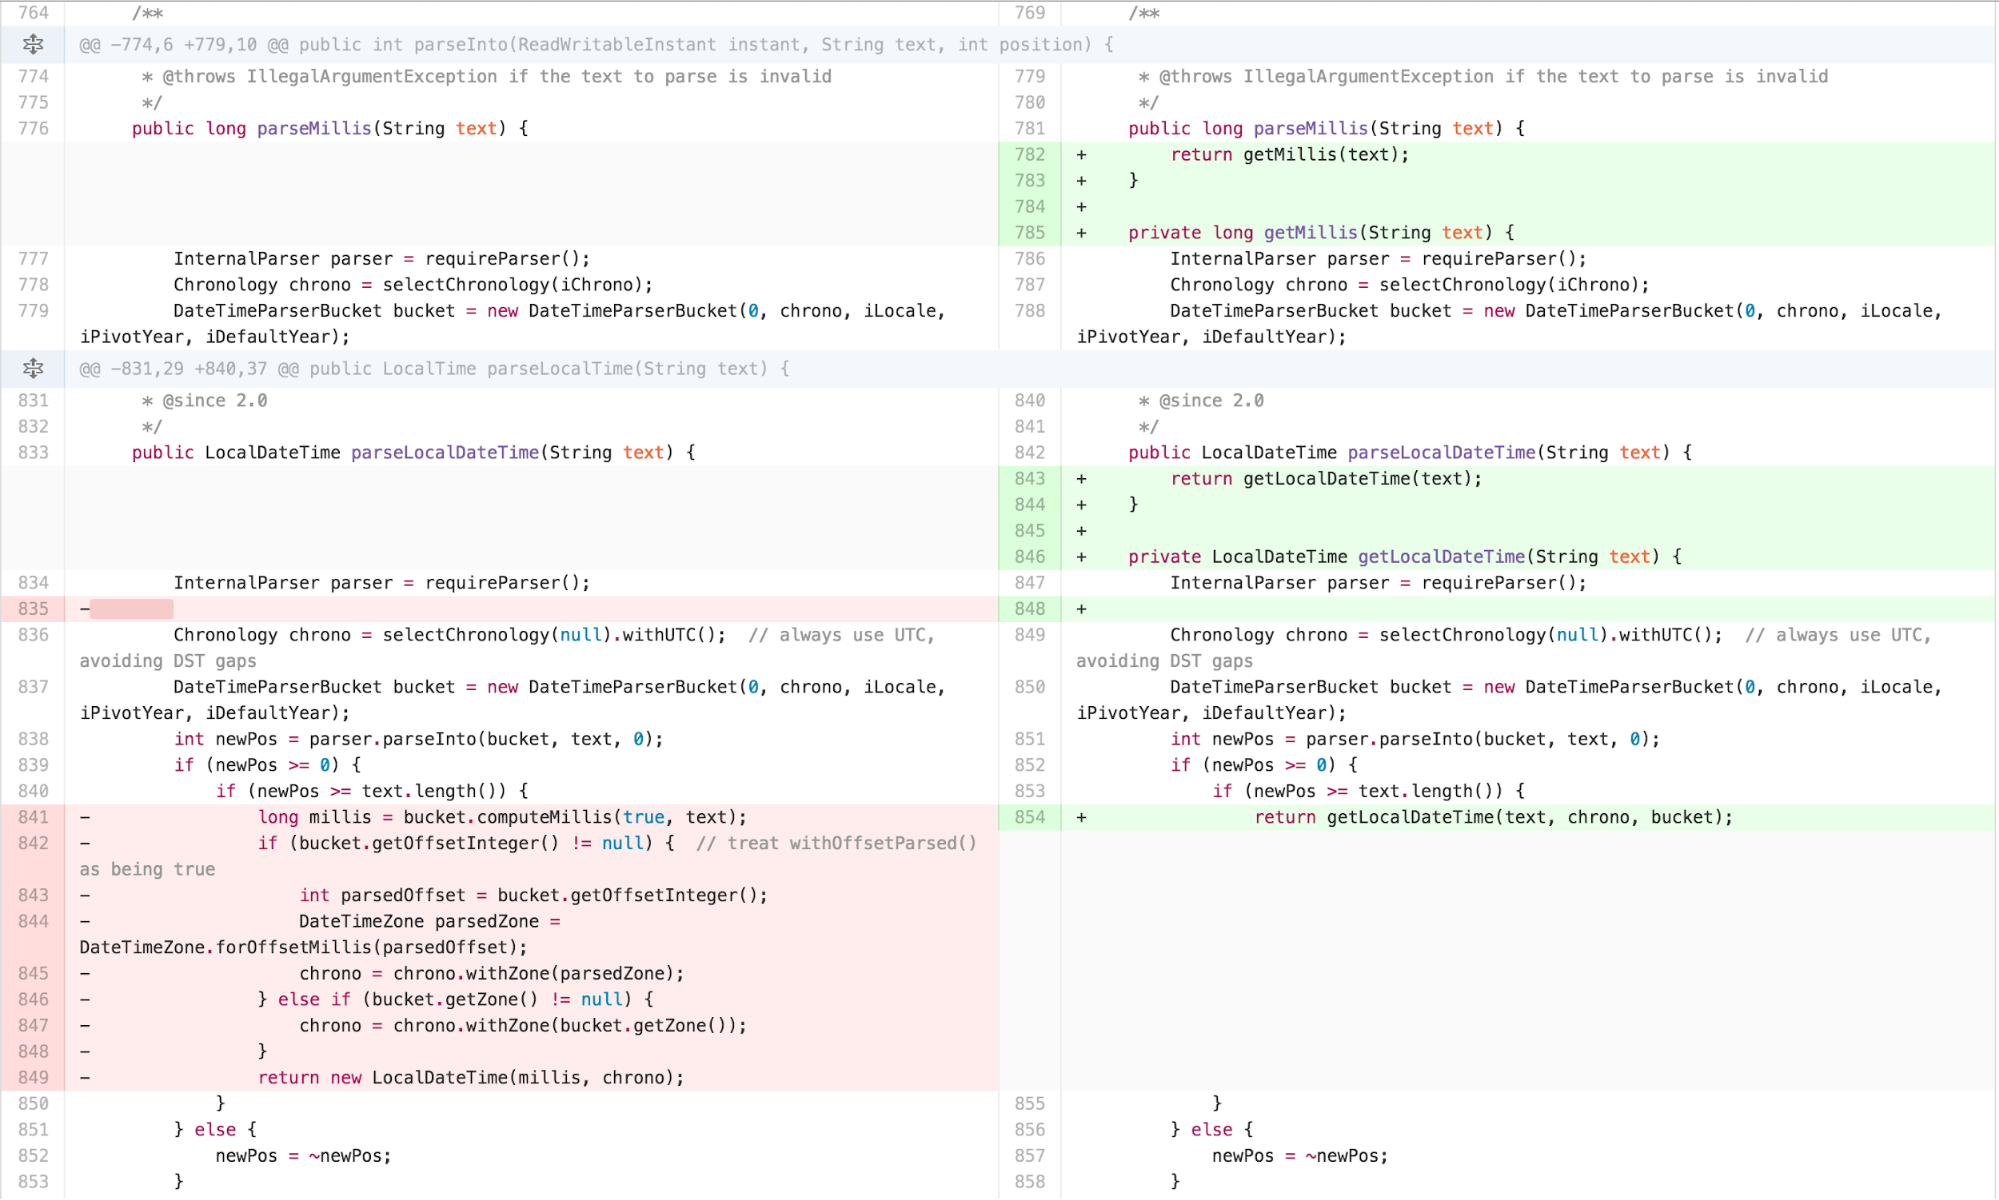 764 /**
@@ -774,6 +779,10 @@ public int parseInto(ReadWritableInstant instant, String text, int position) {
774 * @throws IllegalArgumentException if the text to parse is invalid
775 */
776 public long parseMillis(String text) {
777 InternalParser parser = requireParser();
778 Chronology chrono = selectChronology(iChrono);
779 DateTimeParserBucket bucket = new DateTimeParserBucket(0, chrono, iLocale,
iPivotYear, iDefaultYear);
@@ -831,29 +840,37 @@ public LocalTime parseLocalTime(String text) {
831 * @since 2.0
832 */
833 public LocalDateTime parseLocalDateTime(String text) {
834 InternalParser parser = requireParser();
835 -
836 Chronology chrono = selectChronology(null).withUTC();  // always use UTC,
avoiding DST gaps
837 DateTimeParserBucket bucket = new DateTimeParserBucket(0, chrono, iLocale,
iPivotYear, iDefaultYear);
838 int newPos = parser.parseInto(bucket, text, 0);
839 if (newPos >= 0) {
840 if (newPos >= text.length()) {
841 - long millis = bucket.computeMillis(true, text);
842 - if (bucket.getOffsetInteger() != null) {  // treat withOffsetParsed()
as being true
843 - int parsedOffset = bucket.getOffsetInteger();
844 - DateTimeZone parsedZone =
DateTimeZone.forOffsetMillis(parsedOffset);
845 - chrono = chrono.withZone(parsedZone);
846 - } else if (bucket.getZone() != null) {
847 - chrono = chrono.withZone(bucket.getZone());
848 - }
849 - return new LocalDateTime(millis, chrono);
850 }
851 } else {
852 newPos = ~newPos;
853 }
769 /**
779 * @throws IllegalArgumentException if the text to parse is invalid
780 */
781 public long parseMillis(String text) {
782 + return getMillis(text);
783 + }
784 +
785 + private long getMillis(String text) {
786 InternalParser parser = requireParser();
787 Chronology chrono = selectChronology(iChrono);
788 DateTimeParserBucket bucket = new DateTimeParserBucket(0, chrono, iLocale,
iPivotYear, iDefaultYear);
840 * @since 2.0
841 */
842 public LocalDateTime parseLocalDateTime(String text) {
843 + return getLocalDateTime(text);
844 + }
845 +
846 + private LocalDateTime getLocalDateTime(String text) {
847 InternalParser parser = requireParser();
848 +
849 Chronology chrono = selectChronology(null).withUTC();  // always use UTC,
avoiding DST gaps
850 DateTimeParserBucket bucket = new DateTimeParserBucket(0, chrono, iLocale,
iPivotYear, iDefaultYear);
851 int newPos = parser.parseInto(bucket, text, 0);
852 if (newPos >= 0) {
853 if (newPos >= text.length()) {
854 + return getLocalDateTime(text, chrono, bucket);
855 }
856 } else {
857 newPos = ~newPos;
858 }